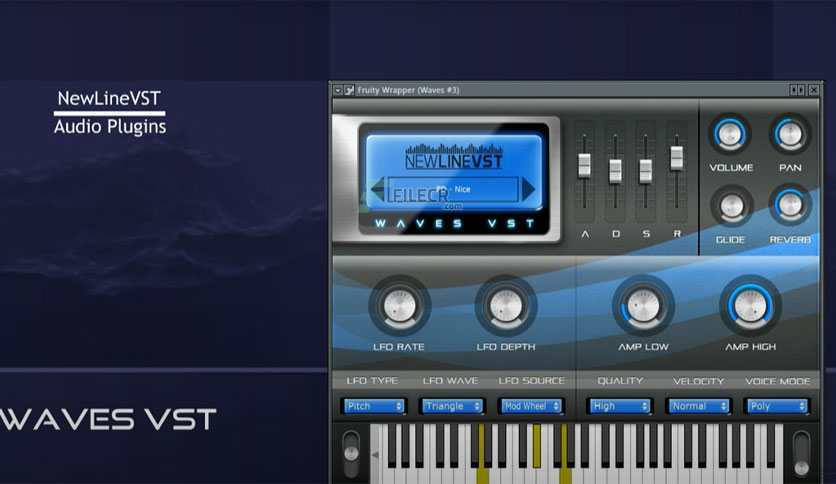 NewLineVST
Audio Plugins
WAVES VST
Fruity Wrapper (Waves #3)
NEWLINEVST
- Nice
FILECR
.com
WAVES VST
A D S R
VOLUME PAN
GLIDE REVERB
LFO RATE LFO DEPTH AMP LOW AMP HIGH
LFO TYPE LFO WAVE LFO SOURCE QUALITY VELOCITY VOICE MODE
Pitch Triangle Mod Wheel High Normal Poly